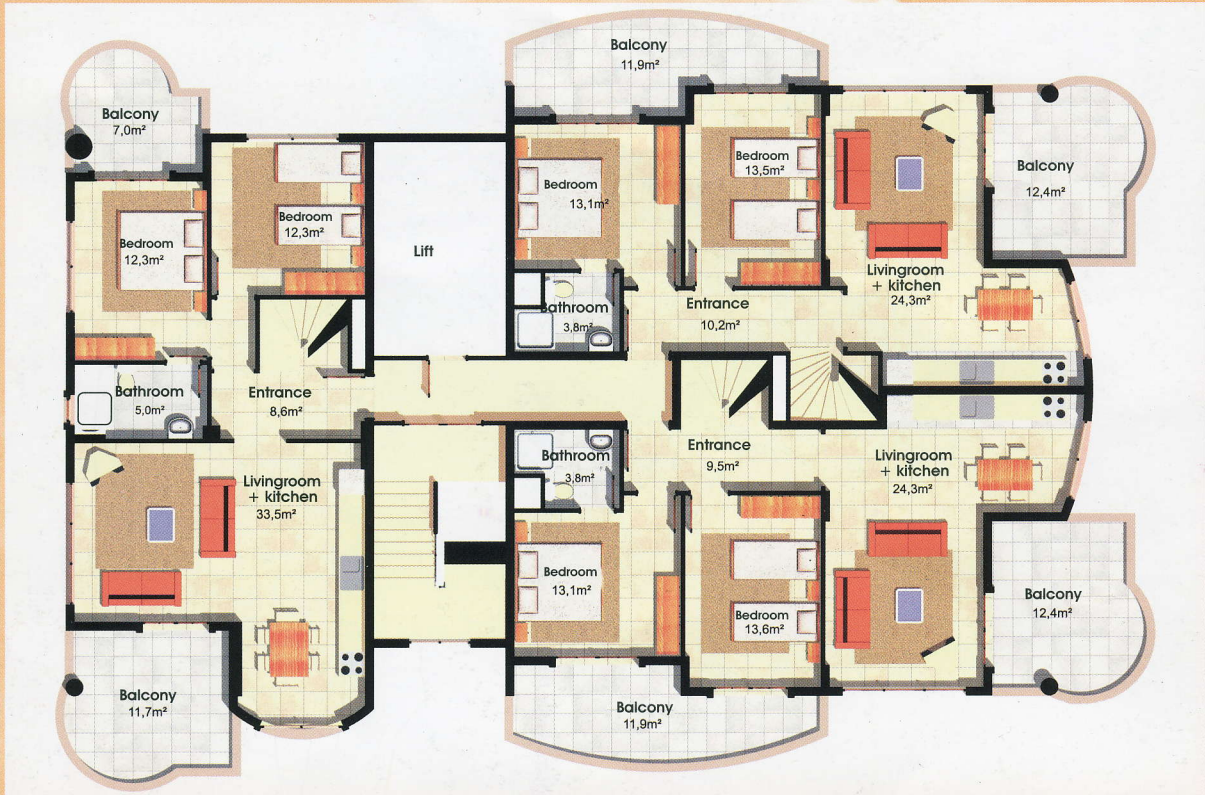 Balcony
11,9m²
Balcony
7,0m²
Bedroom
13,5m²
Balcony
12,4m²
Bedroom
13,1m²
Bedroom
12,3m²
Bedroom
12,3m²
Lift
Livingroom
+ kitchen
24,3m²
Entrance
10,2m²
Bathroom
3,8m²
Bathroom
5,0m²
Entrance
8,6m²
Entrance
9,5m²
Bathroom
3,8m²
Livingroom
+ kitchen
24,3m²
Livingroom
+ kitchen
33,5m²
Bedroom
13,1m²
Bedroom
13,6m²
Balcony
12,4m²
Balcony
11,7m²
Balcony
11,9m²